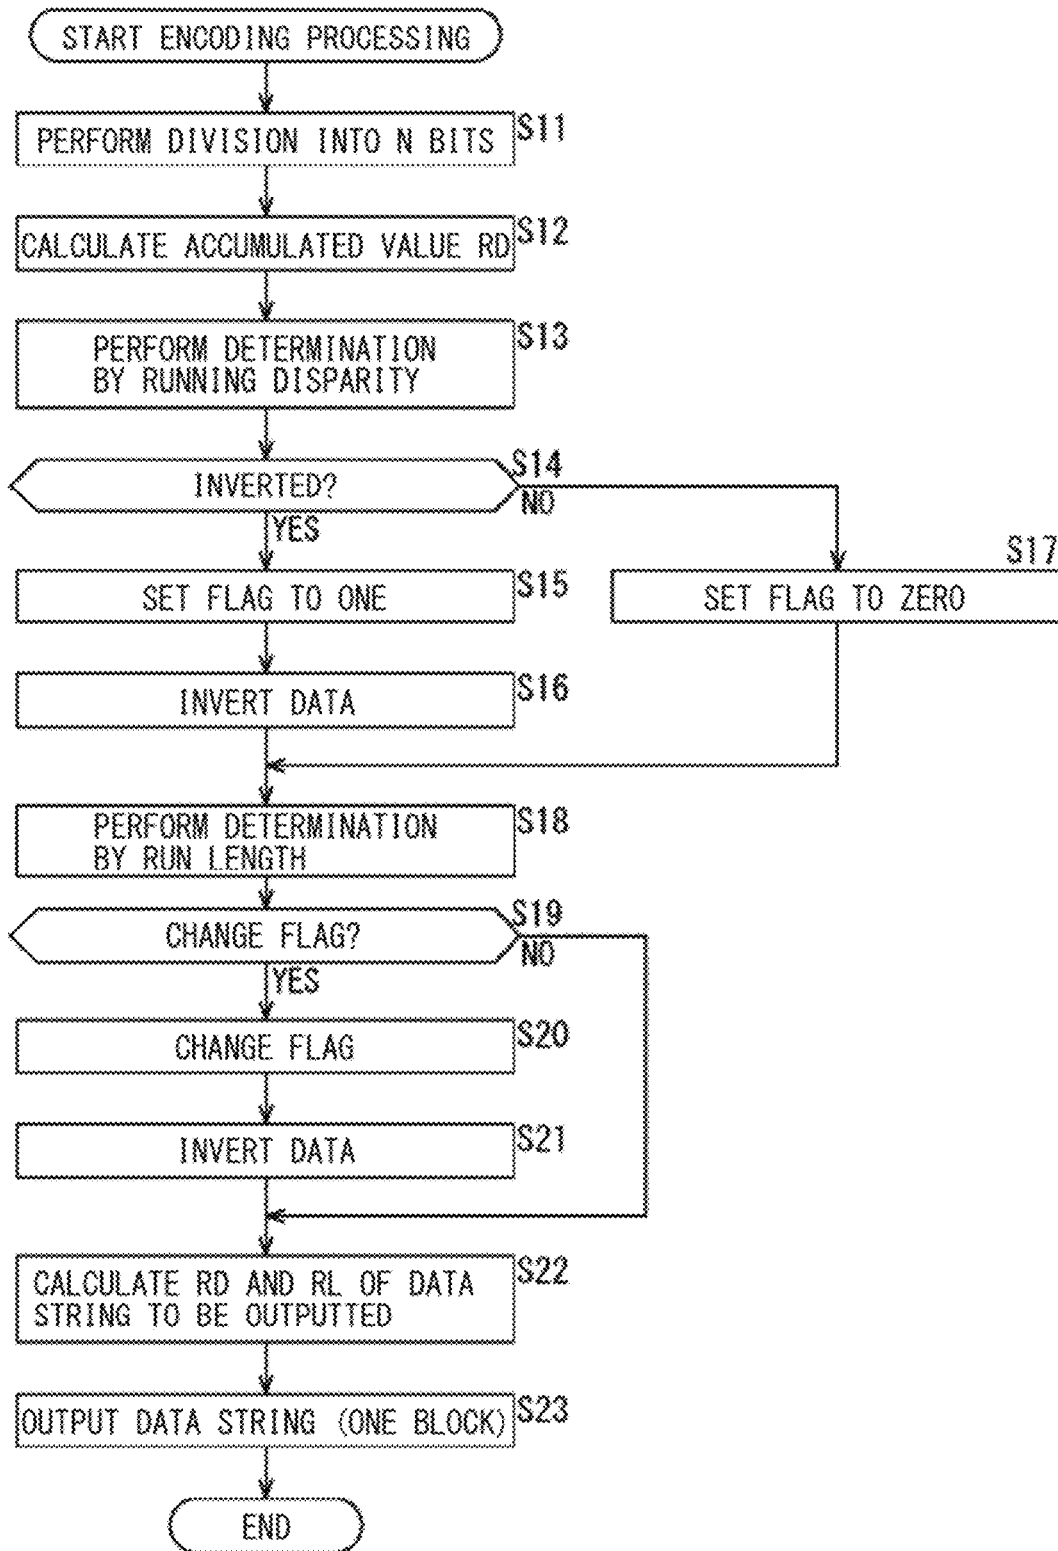 START ENCODING PROCESSING
S11
PERFORM DIVISION INTO N BITS
S12
CALCULATE ACCUMULATED VALUE RD
S13
PERFORM DETERMINATION
BY RUNNING DISPARITY
S14
INVERTED?
NO
YES
S15
SET FLAG TO ONE
S17
SET FLAG TO ZERO
S16
INVERT DATA
S18
PERFORM DETERMINATION
BY RUN LENGTH
S19
CHANGE FLAG?
NO
YES
S20
CHANGE FLAG
S21
INVERT DATA
S22
CALCULATE RD AND RL OF DATA
STRING TO BE OUTPUTTED
S23
OUTPUT DATA STRING (ONE BLOCK)
END